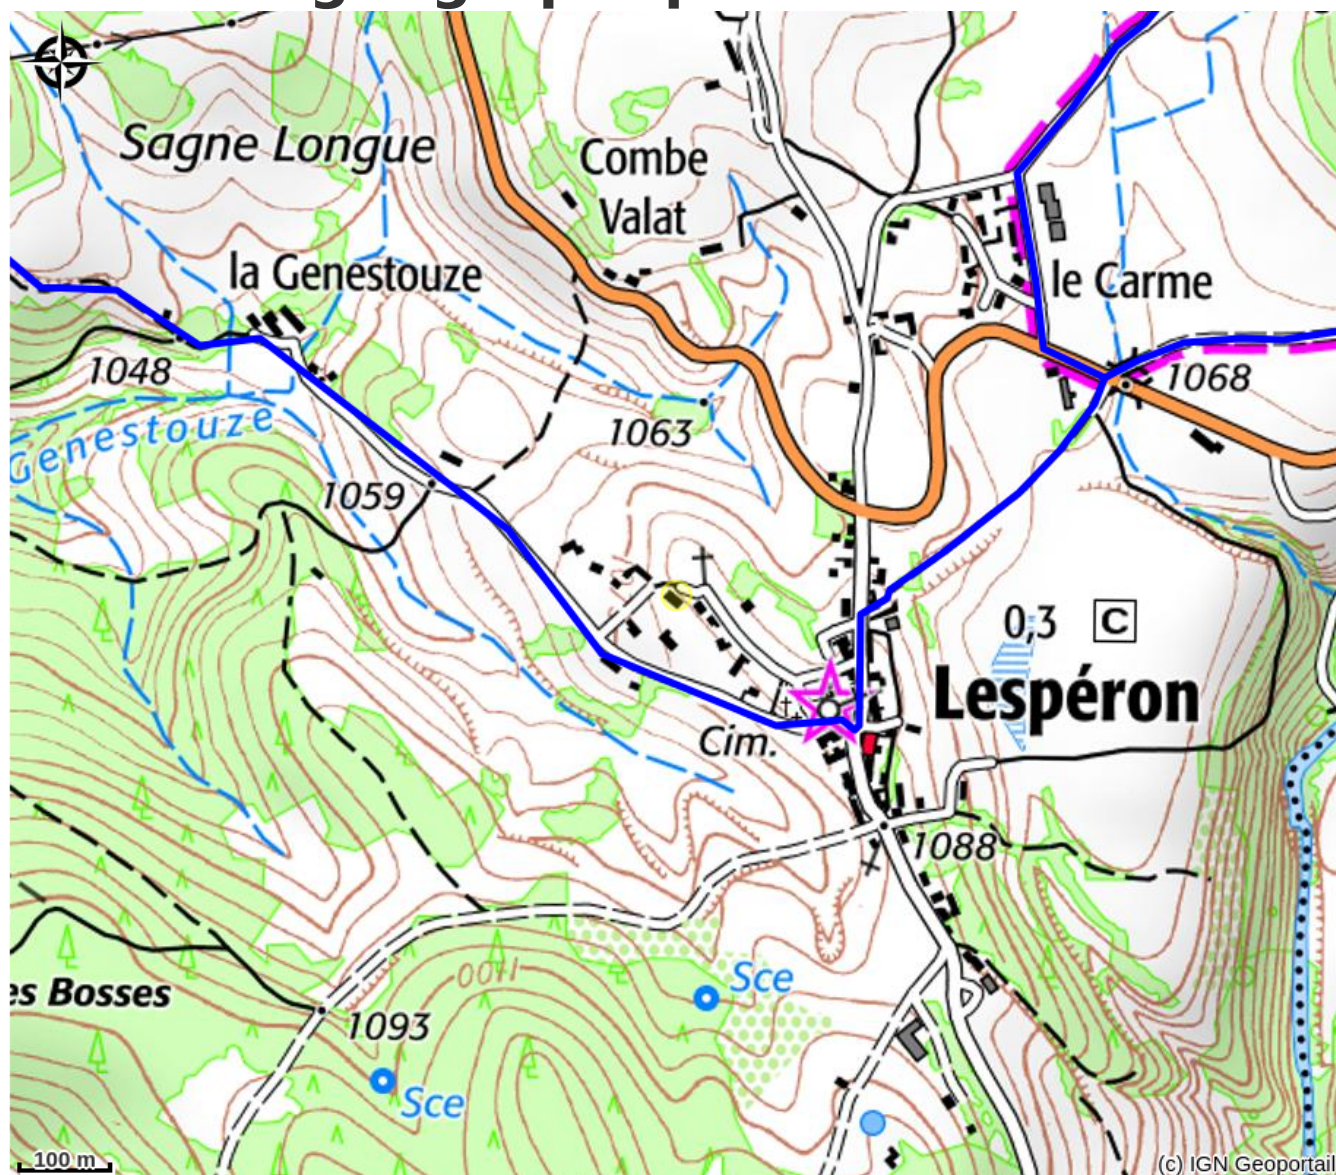 Sagne Longue
Combe
Valat
la Genestouze
le Carme
1048
1068
Genestouze
1063
1059
0,3
C
Lespéron
Cim.
1088
1100
Sce
es Bosses
1093
Sce
100 m
(c) IGN Geoportail